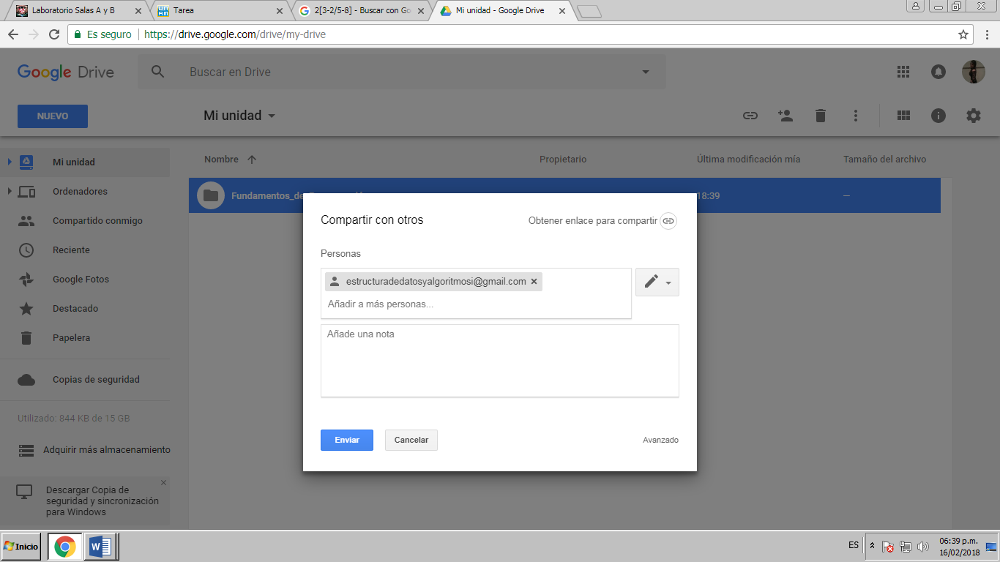 Laboratorio Salas A y B
Tarea
2[3-2/5-8] - Buscar con Go
Mi unidad - Google Drive
Es seguro
https://drive.google.com/drive/my-drive
Google Drive
Buscar en Drive
NUEVO
Mi unidad
Mi unidad
Ordenadores
Compartido conmigo
Reciente
Google Fotos
Destacado
Papelera
Copias de seguridad
Utilizado: 844 KB de 15 GB
Adquirir más almacenamiento
Descargar Copia de
seguridad y sincronización
para Windows
Nombre
Propietario
Última modificación mía
Tamaño del archivo
18:39
—
Compartir con otros
Obtener enlace para compartir
Personas
estructuradedatosyalgoritmosi@gmail.com
Añadir a más personas...
Añade una nota
Enviar
Cancelar
Avanzado
Inicio
ES
06:39 p.m.
16/02/2018